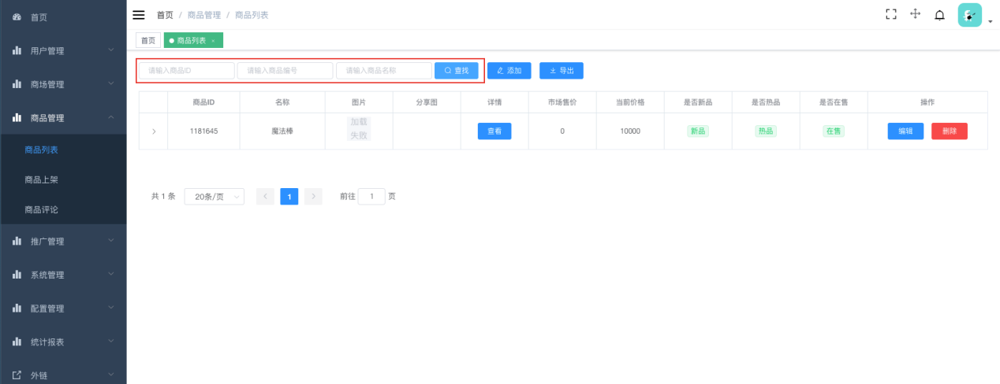 首页
用户管理
商场管理
商品管理
商品列表
商品上架
商品评论
推广管理
系统管理
配置管理
统计报表
外链
首页 / 商品管理 / 商品列表
首页 商品列表 ×
请输入商品ID 请输入商品编号 请输入商品名称 查找 添加 导出
商品ID 名称 图片 分享图 详情 市场售价 当前价格 是否新品 是否热品 是否在售 操作
1181645 魔法棒 加载失败 查看 0 10000 新品 热品 在售 编辑 删除
共 1 条 20条/页 1 前往 1 页